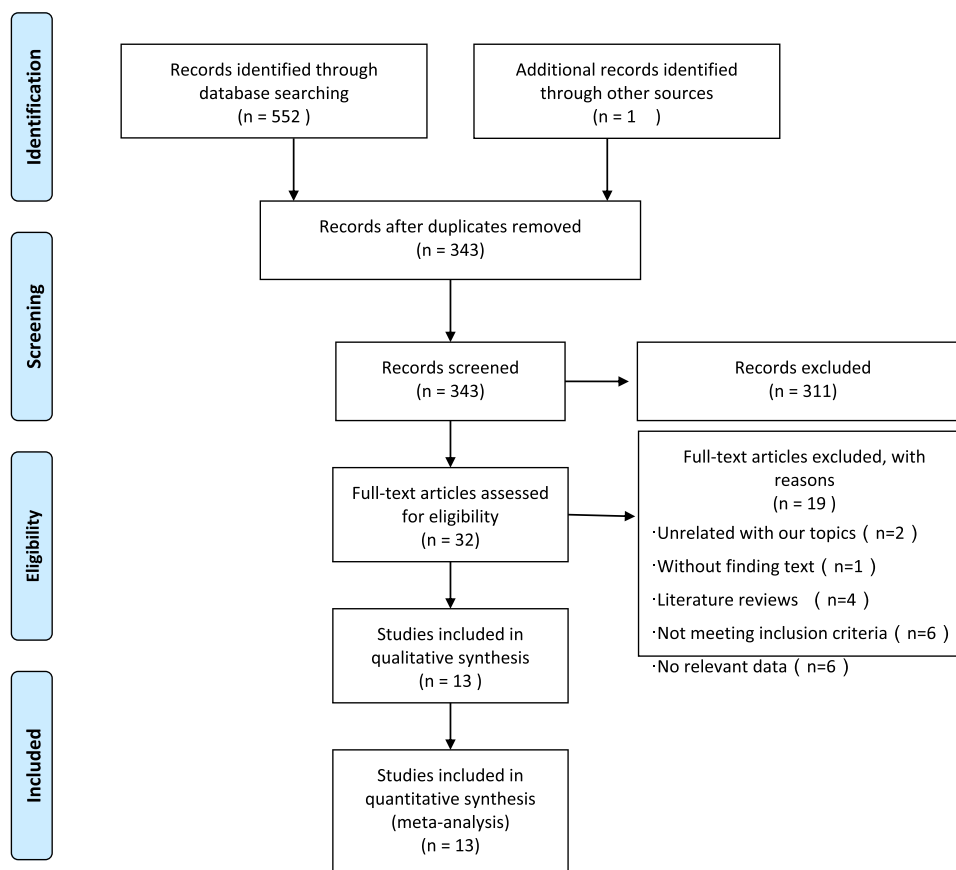 Identification
Records identified through
database searching
(n = 552 )
Additional records identified
through other sources
(n = 1    )
Records after duplicates removed
(n = 343)
Screening
Records screened
(n = 343)
Records excluded
(n = 311)
Eligibility
Full-text articles assessed
for eligibility
(n = 32)
Full-text articles excluded, with
reasons
(n = 19 )
·Unrelated with our topics ( n=2 )
·Without finding text ( n=1 )
·Literature reviews  ( n=4 )
·Not meeting inclusion criteria ( n=6 )
·No relevant data ( n=6 )
Studies included in
qualitative synthesis
(n = 13 )
Included
Studies included in
quantitative synthesis
(meta-analysis)
(n = 13)